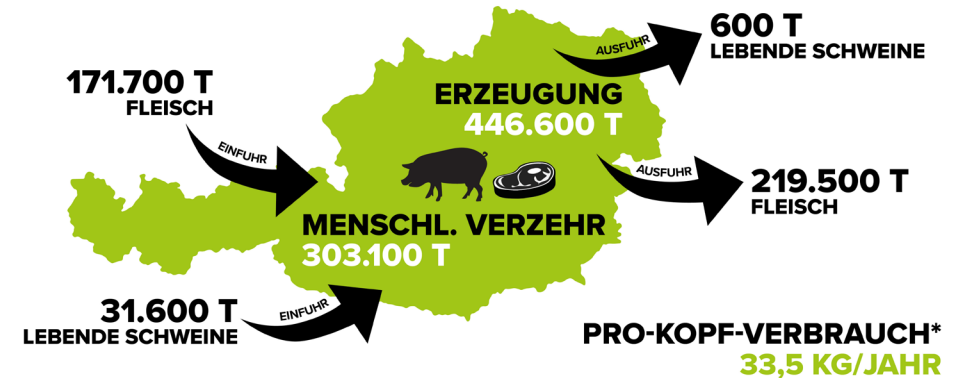 600 T
LEBENDE SCHWEINE
AUSFUHR
171.700 T
FLEISCH
EINFUHR
ERZEUGUNG
446.600 T
AUSFUHR
219.500 T
FLEISCH
MENSCHL. VERZEHR
303.100 T
31.600 T
LEBENDE SCHWEINE
EINFUHR
PRO-KOPF-VERBRAUCH*
33,5 KG/JAHR